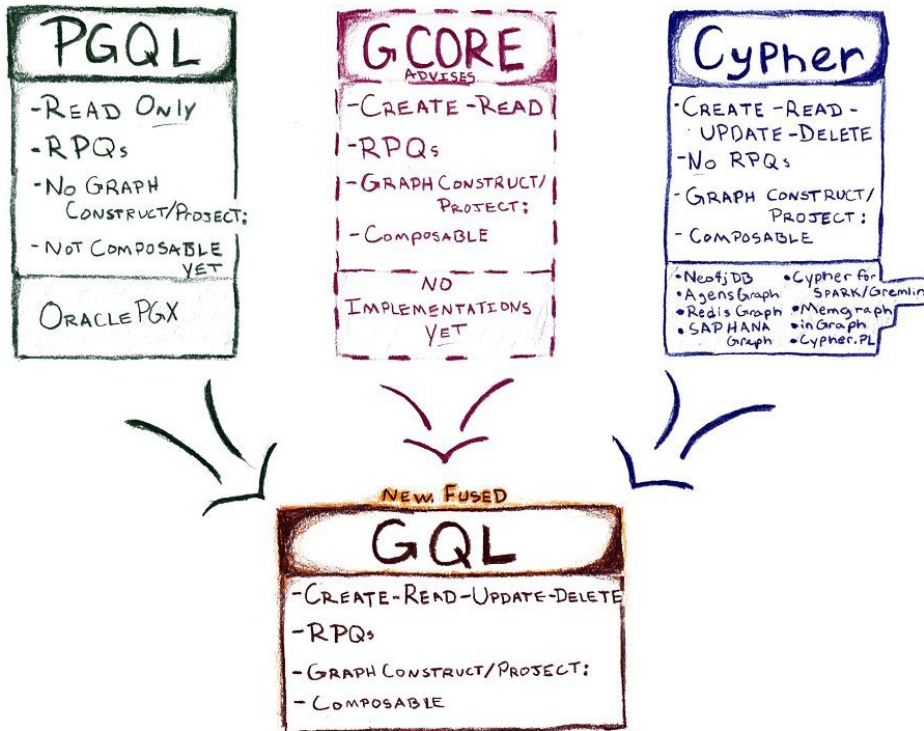 PGQL
-READ ONLY
-RPQs
-NO GRAPH
CONSTRUCT/PROJECT:
-NOT COMPOSABLE
YET
ORACLE PGX
GCORE
ADVISES
-CREATE-READ
-RPQs
-GRAPH CONSTRUCT/
PROJECT:
-COMPOSABLE
NO
IMPLEMENTATIONS
YET
Cypher
-CREATE-READ-
UPDATE-DELETE
-NO RPQs
-GRAPH CONSTRUCT/
PROJECT:
-COMPOSABLE
•Neo4j DB
•Agens Graph
•Redis Graph
•SAP HANA
Graph
•Cypher for
SPARK/Gremlin
•Memgraph
•inGraph
•Cypher.PL
NEW FUSED
GQL
-CREATE-READ-UPDATE-DELETE
-RPQs
-GRAPH CONSTRUCT/PROJECT:
-COMPOSABLE